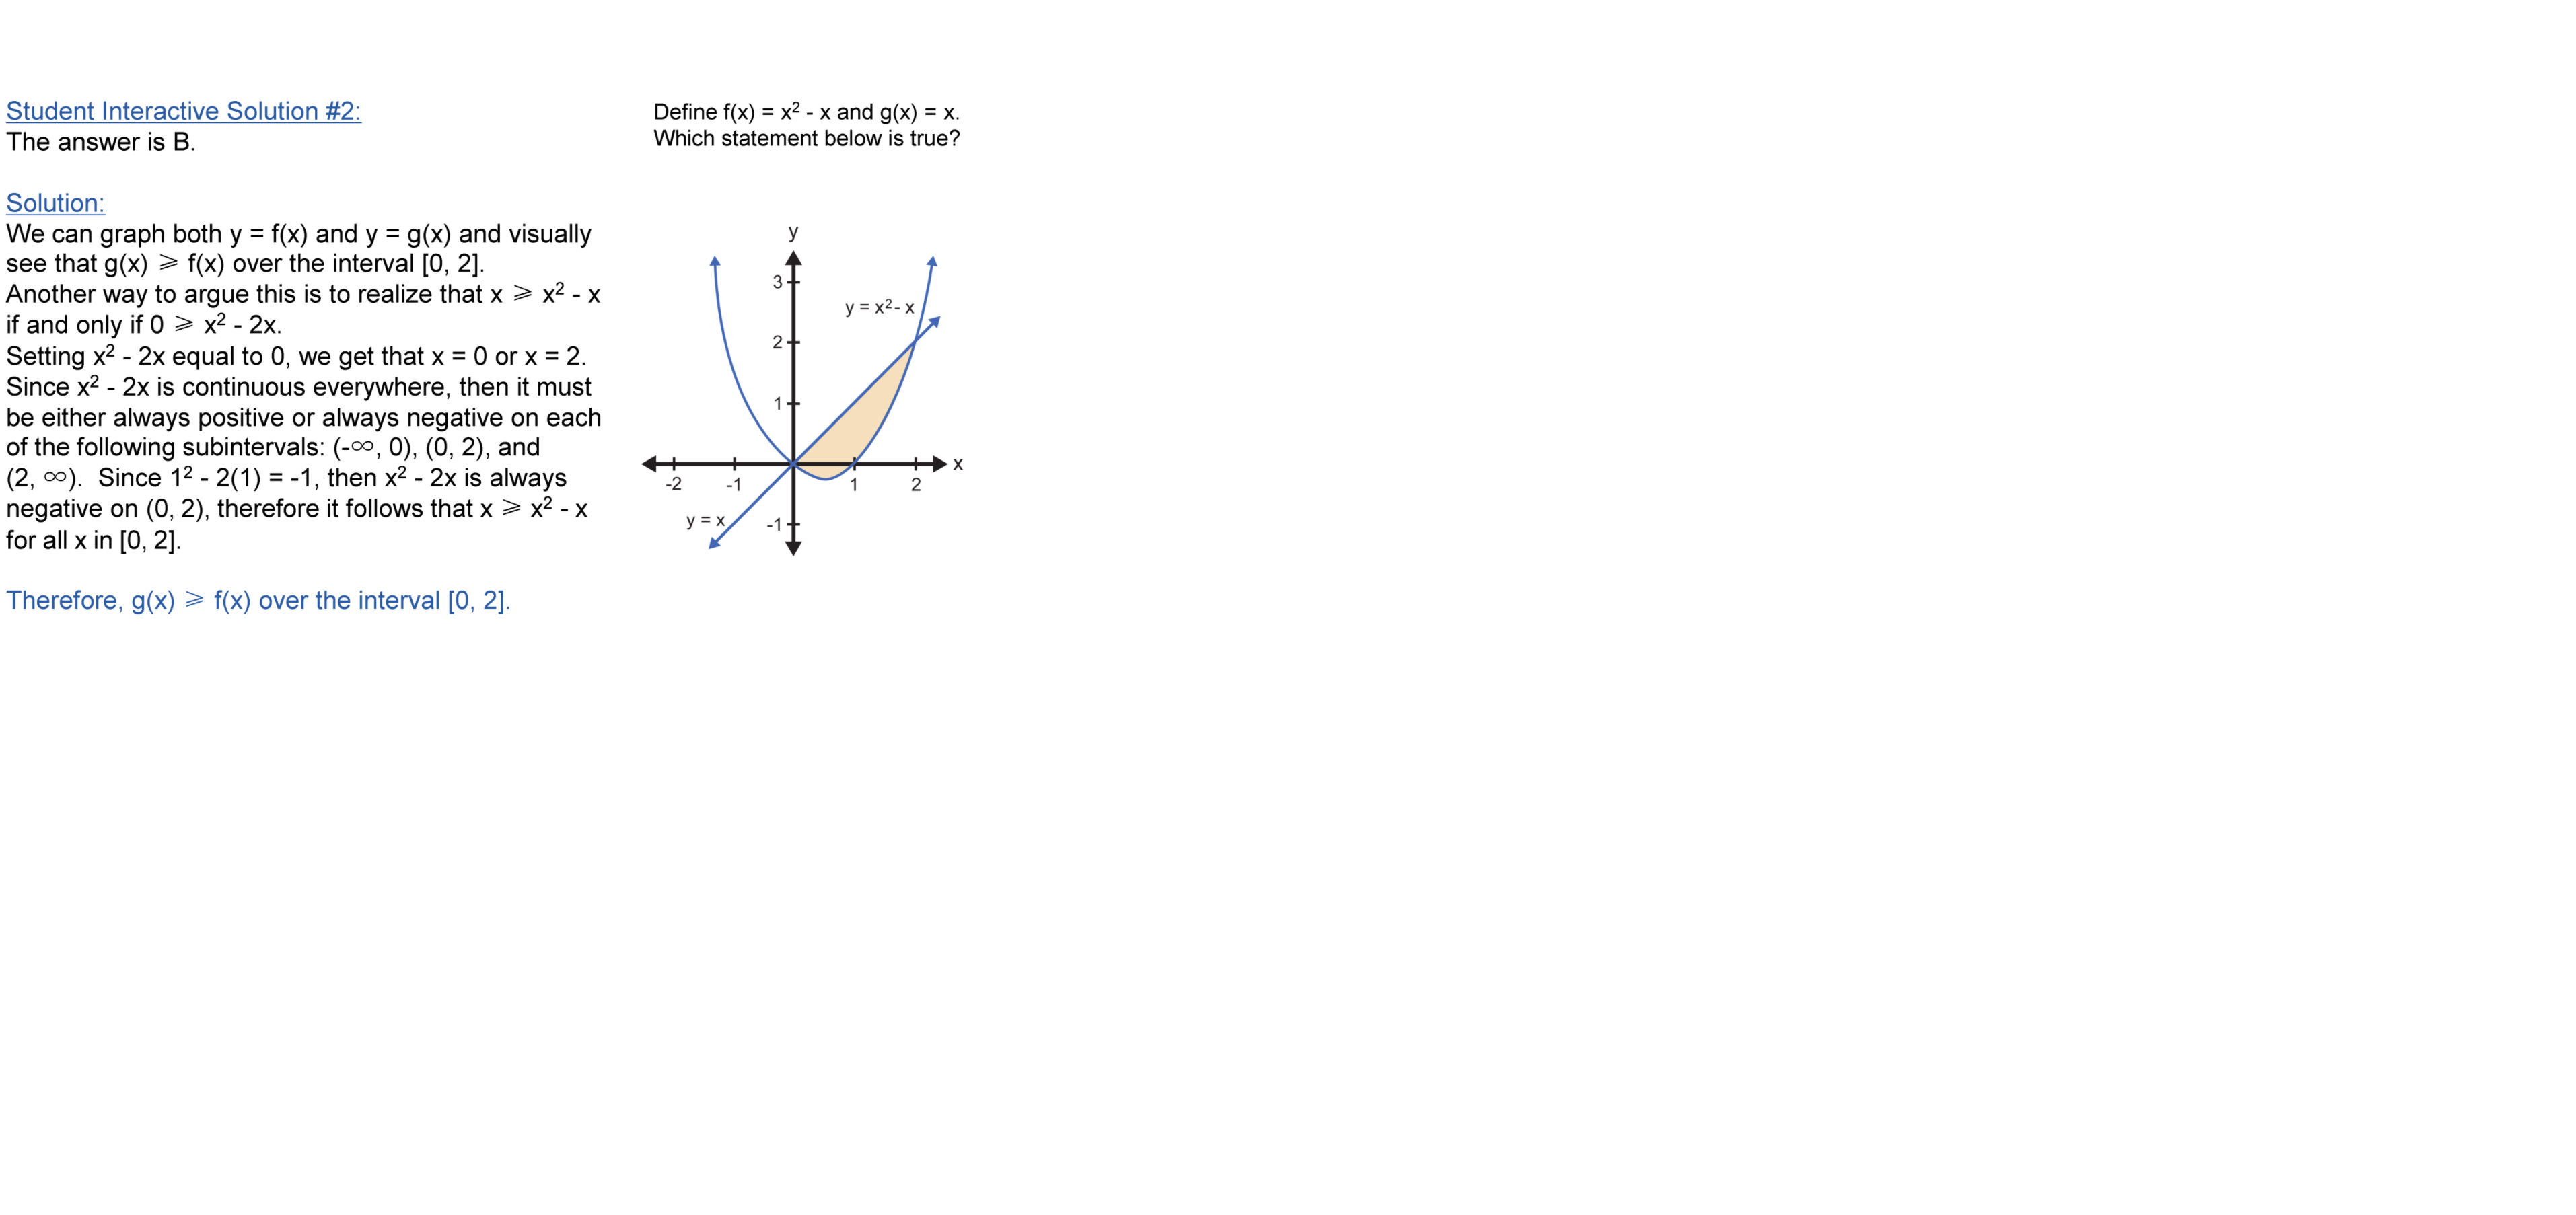 Student Interactive Solution #2:
The answer is B.
Solution:
We can graph both y = f(x) and y = g(x) and visually
see that g(x) ⩾ f(x) over the interval [0, 2].
Another way to argue this is to realize that x ⩾ x² - x
if and only if 0 ⩾ x² - 2x.
Setting x² - 2x equal to 0, we get that x = 0 or x = 2.
Since x² - 2x is continuous everywhere, then it must
be either always positive or always negative on each
of the following subintervals: (-∞, 0), (0, 2), and
(2, ∞). Since 1² - 2(1) = -1, then x² - 2x is always
negative on (0, 2), therefore it follows that x ⩾ x² - x
for all x in [0, 2].
Therefore, g(x) ⩾ f(x) over the interval [0, 2].
Define f(x) = x² - x and g(x) = x.
Which statement below is true?
y
3
y = x² - x
2
1
x
-2
-1
1
2
y = x
-1